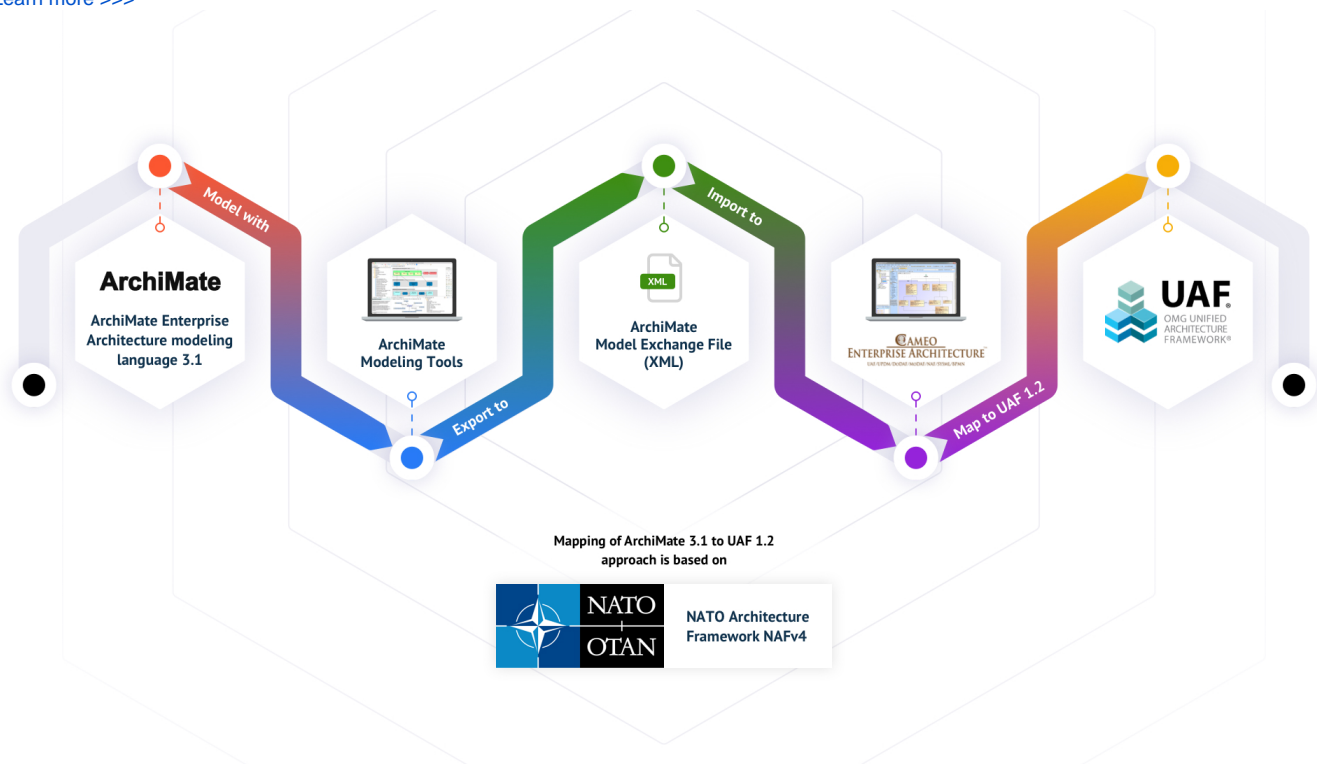 Learn more >>>
Model with
Import to
ArchiMate
ArchiMate Enterprise
Architecture modeling
language 3.1
ArchiMate
Modeling Tools
XML
ArchiMate
Model Exchange File
(XML)
CAMEO
ENTERPRISE ARCHITECTURE
UAF
OMG UNIFIED
ARCHITECTURE
FRAMEWORK®
Export to
Map to UAF 1.2
Mapping of ArchiMate 3.1 to UAF 1.2
approach is based on
NATO
OTAN
NATO Architecture
Framework NAFv4